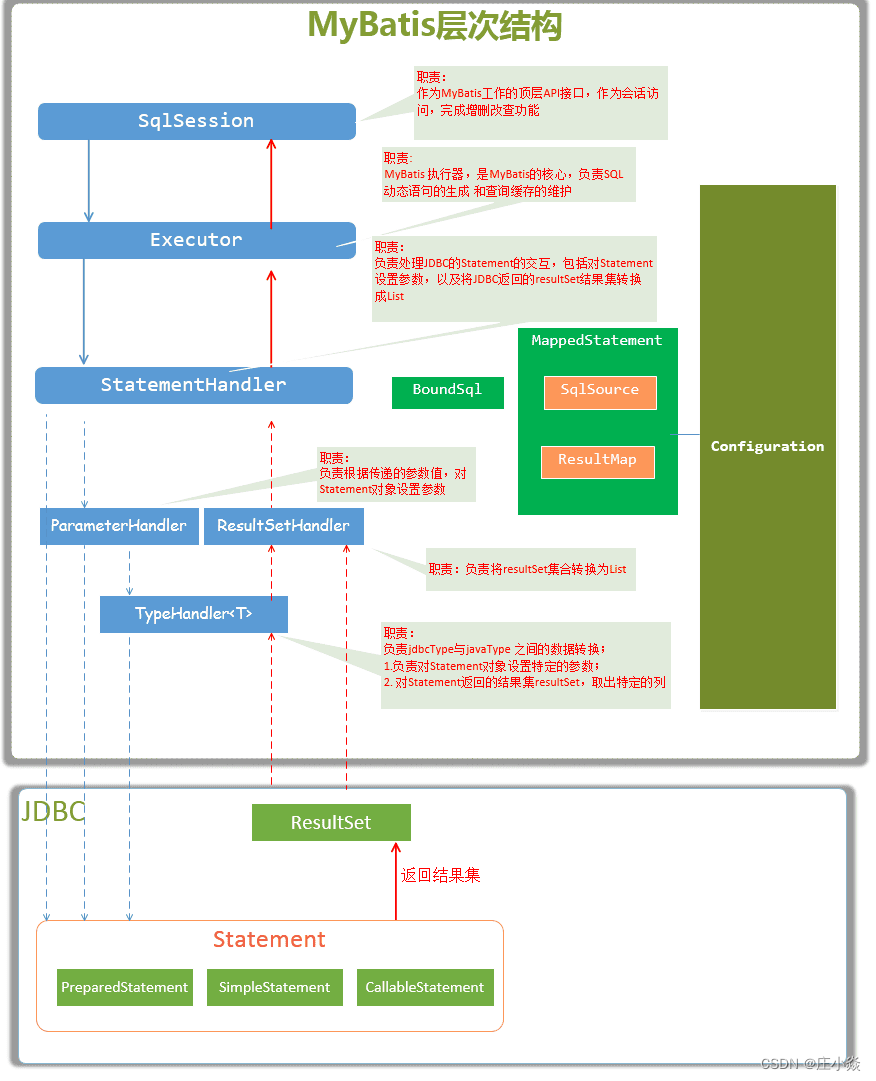 MyBatis层次结构
职责：
作为MyBatis工作的顶层API接口，作为会话访
问，完成增删改查功能
SqlSession
职责:
MyBatis 执行器，是MyBatis的核心，负责SQL
动态语句的生成 和查询缓存的维护
Executor
职责：
负责处理JDBC的Statement的交互，包括对Statement
设置参数，以及将JDBC返回的resultSet结果集转换
成List
MappedStatement
StatementHandler
BoundSql
SqlSource
Configuration
ResultMap
职责：
负责根据传递的参数值，对
Statement对象设置参数
ParameterHandler
ResultSetHandler
职责：负责将resultSet集合转换为List
TypeHandler<T>
职责：
负责jdbcType与javaType 之间的数据转换；
1.负责对Statement对象设置特定的参数；
2. 对Statement返回的结果集resultSet，取出特定的列
JDBC
ResultSet
返回结果集
Statement
PreparedStatement
SimpleStatement
CallableStatement
CSDN @庄小焱